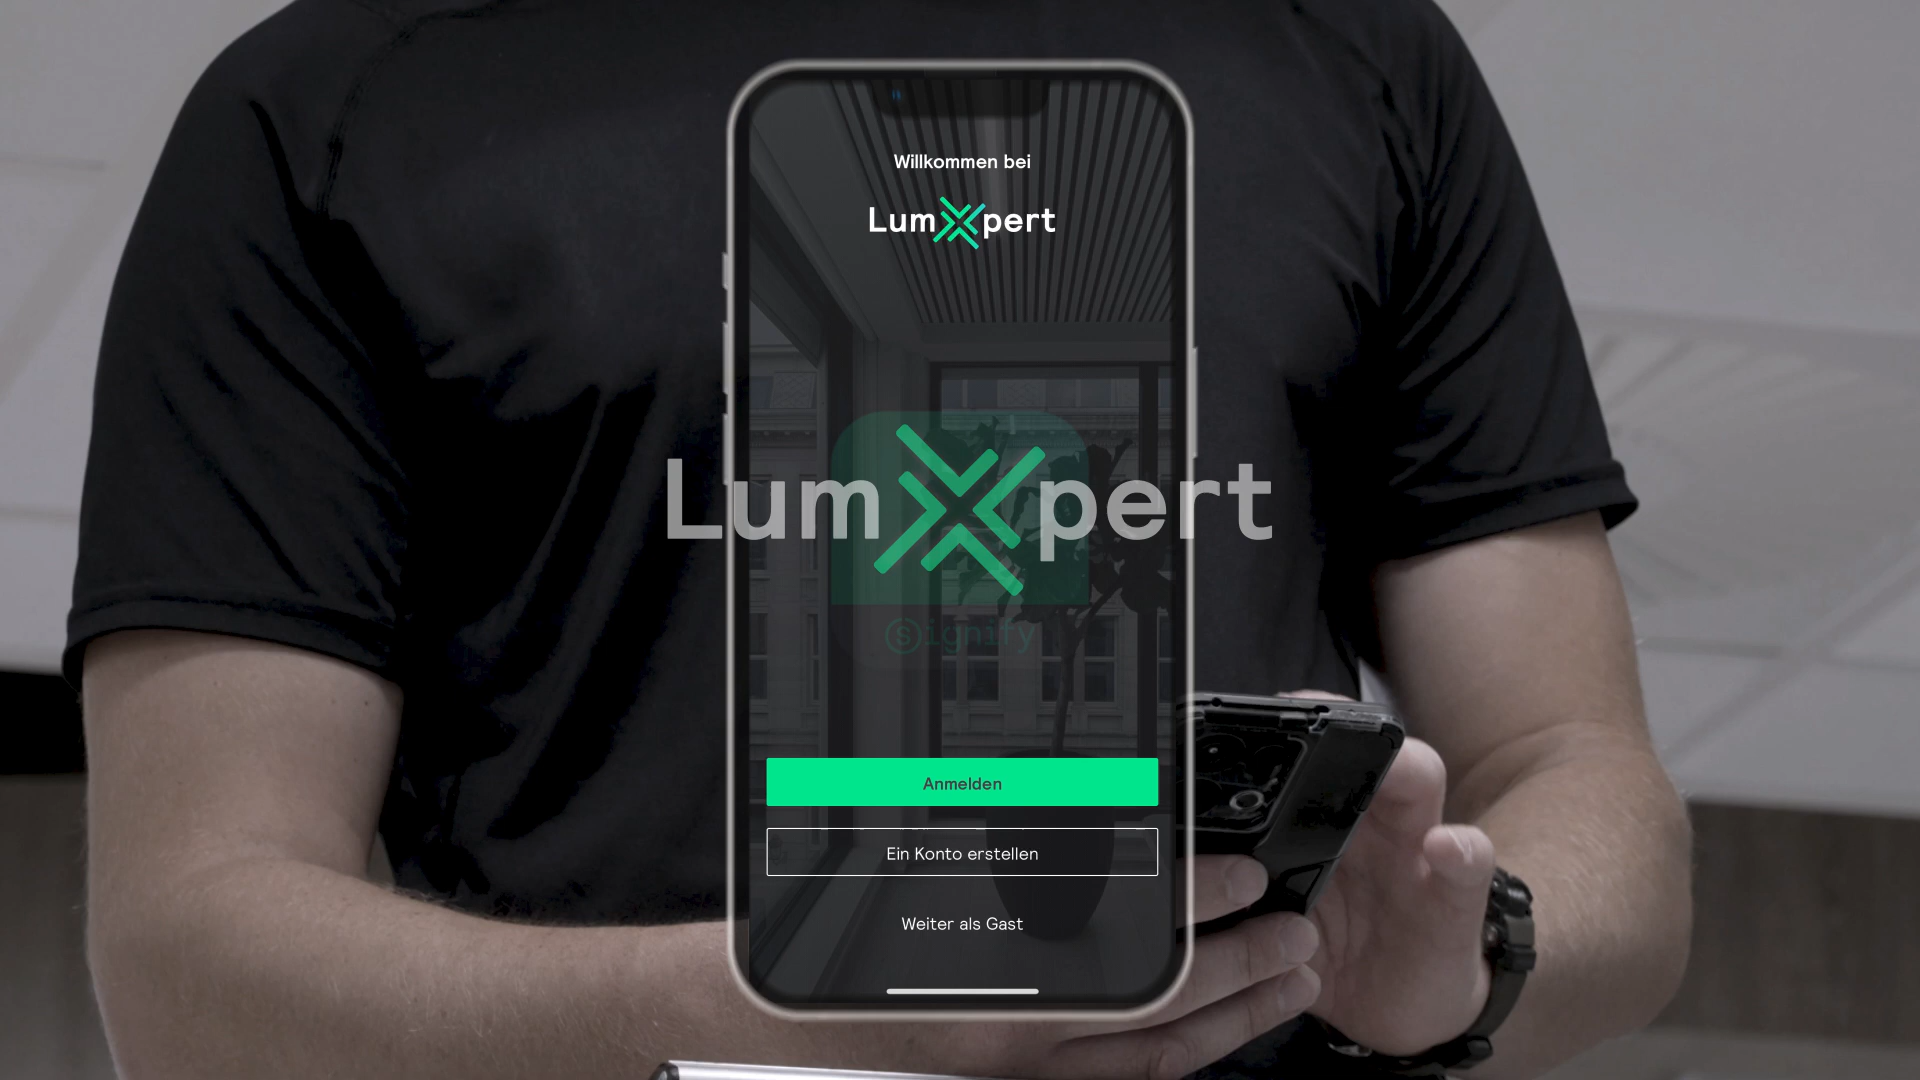 Willkommen bei
LumXpert
LumXpert
Signify
Anmelden
Ein Konto erstellen
Weiter als Gast